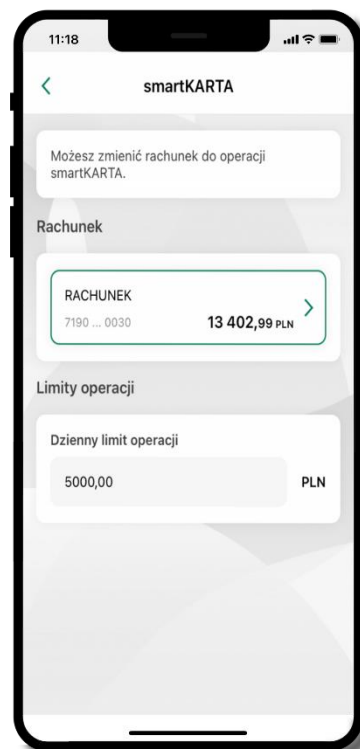 11:18
smartKARTA
Możesz zmienić rachunek do operacji
smartKARTA.
Rachunek
RACHUNEK
7190 ... 0030
13 402,99 PLN
Limity operacji
Dzienny limit operacji
5000,00
PLN